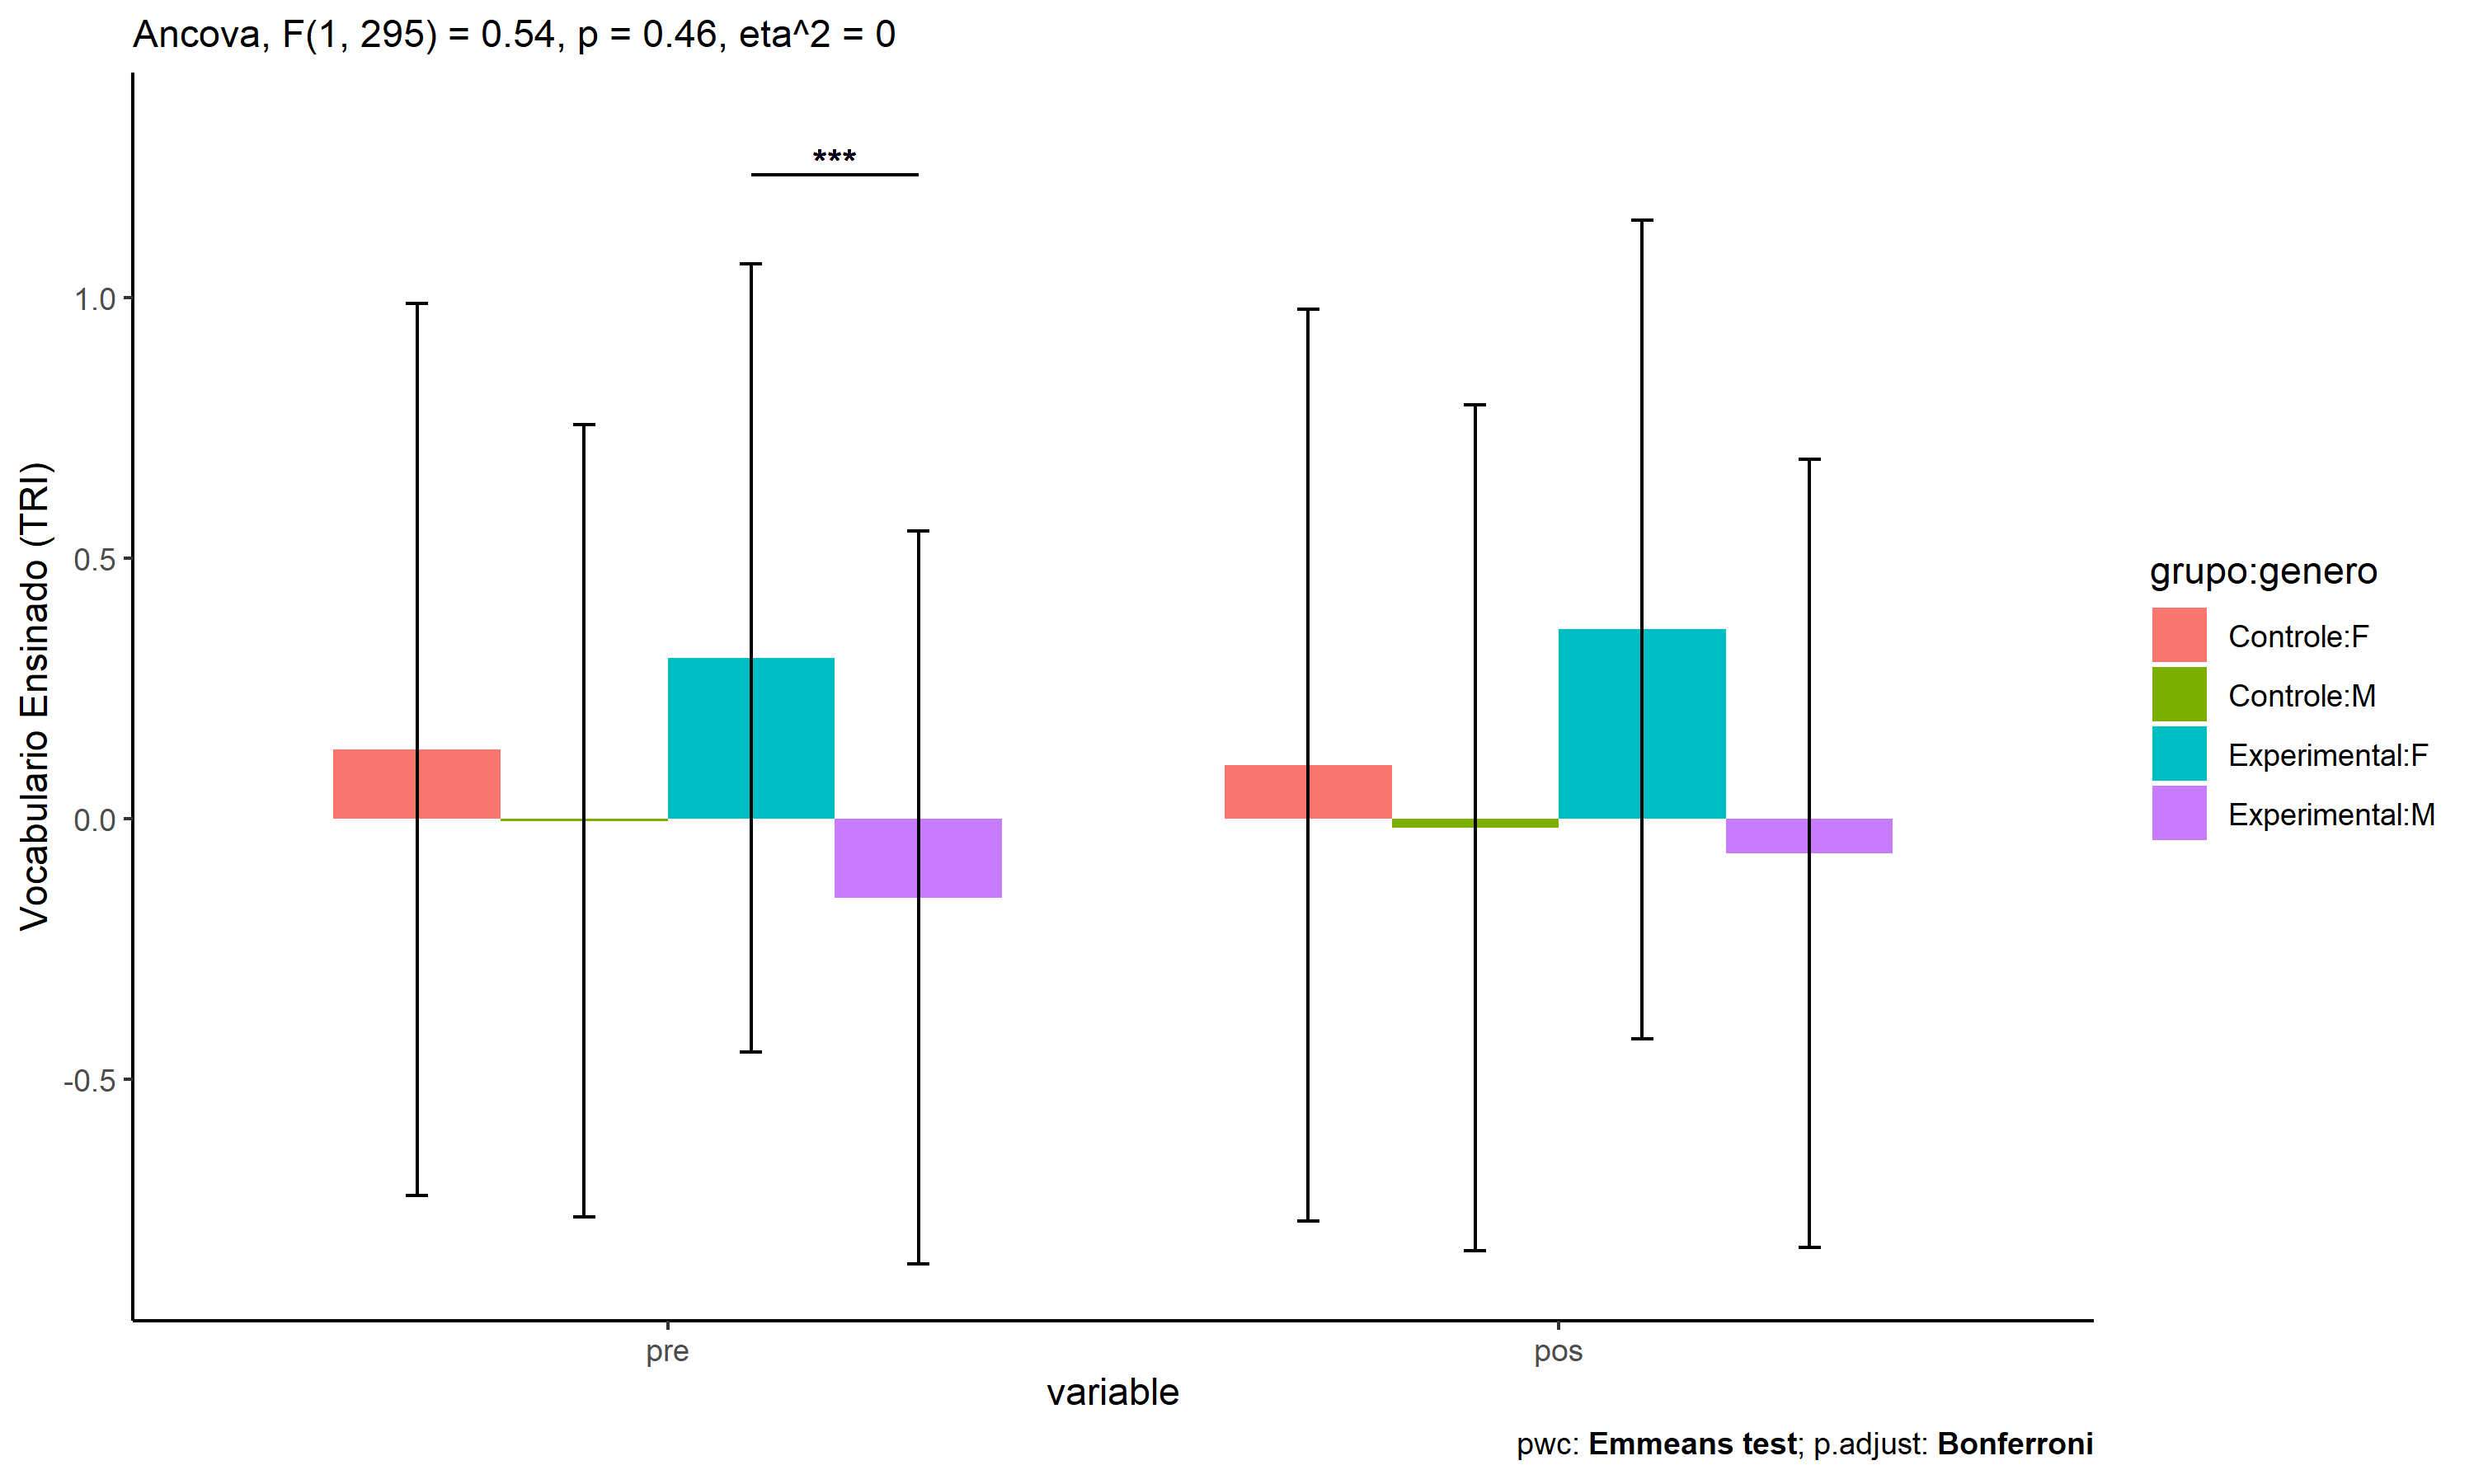 Ancova, F(1, 295) = 0.54, p = 0.46, eta^2 = 0
***
1.0
0.5
0.0
-0.5
Vocabulario Ensinado (TRI)
pre
pos
variable
grupo:genero
Controle:F
Controle:M
Experimental:F
Experimental:M
pwc: Emmeans test; p.adjust: Bonferroni